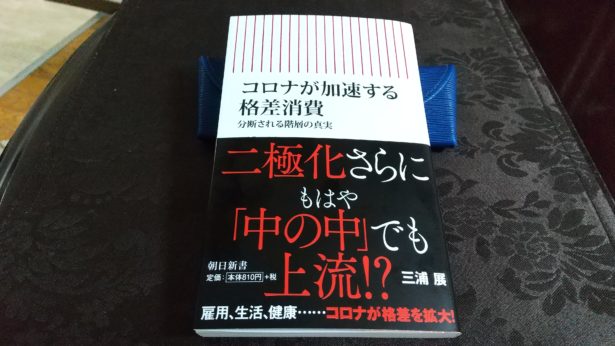 コロナが加速する
格差消費
分断される階層の真実
二極化さらに
もはや
「中の中」でも
上流!?
三浦 展
朝日新書
定価:本体810円+税
雇用、生活、健康……コロナが格差を拡大!